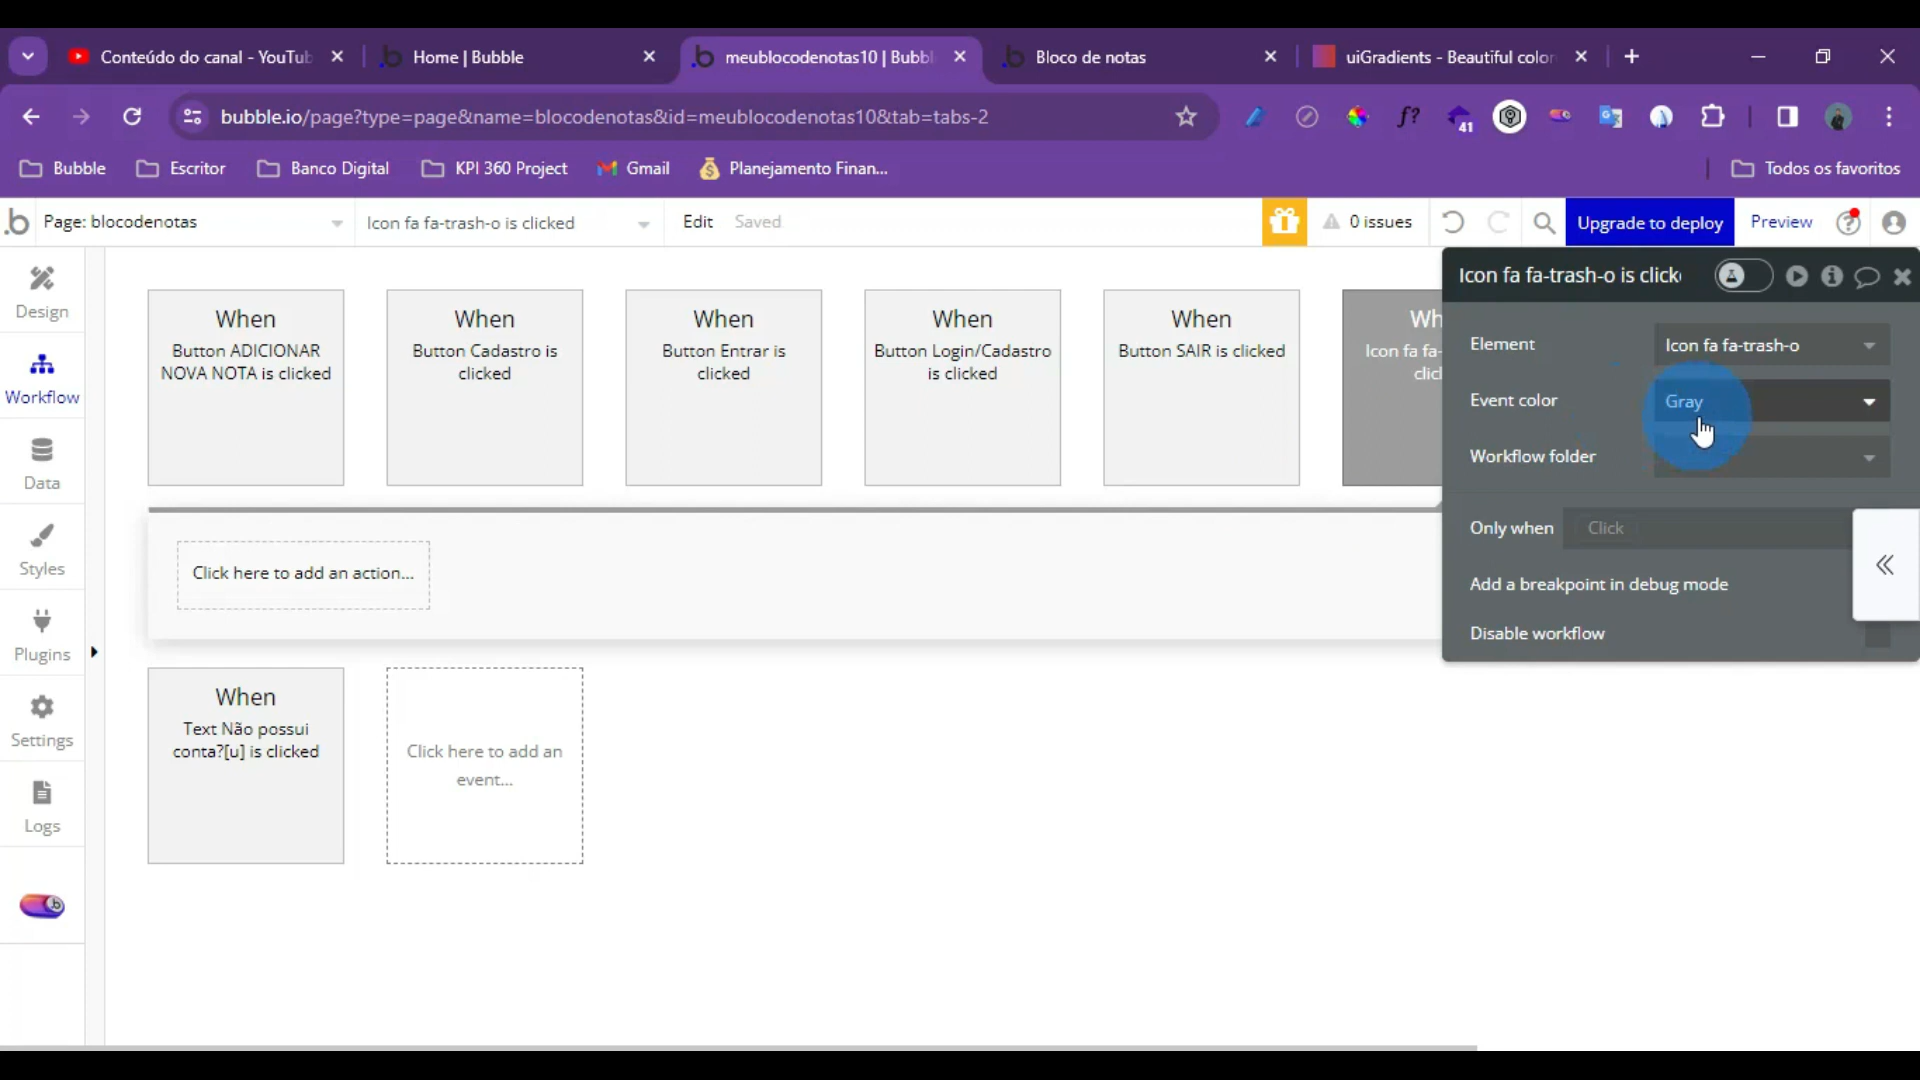 Conteúdo do canal - YouTub
Home | Bubble
meublocodenotas10 | Bubbl
Bloco de notas
uiGradients - Beautiful color
bubble.io/page?type=page&name=blocodenotas&id=meublocodenotas10&tab=tabs-2
f?
41
Bubble
Escritor
Banco Digital
KPI 360 Project
Gmail
Planejamento Finan...
Todos os favoritos
Page: blocodenotas
Icon fa fa-trash-o is clicked
Edit
Saved
0 issues
Upgrade to deploy
Preview
Design
Workflow
Data
Styles
Plugins
Settings
Logs
When
Button ADICIONAR
NOVA NOTA is clicked
When
Button Cadastro is
clicked
When
Button Entrar is
clicked
When
Button Login/Cadastro
is clicked
When
Button SAIR is clicked
Wh
Icon fa fa-
clicl
Click here to add an action...
When
Text Não possui
conta?[u] is clicked
Click here to add an
event...
Icon fa fa-trash-o is click
Element
Icon fa fa-trash-o
Event color
Gray
Workflow folder
Only when
Click
Add a breakpoint in debug mode
Disable workflow